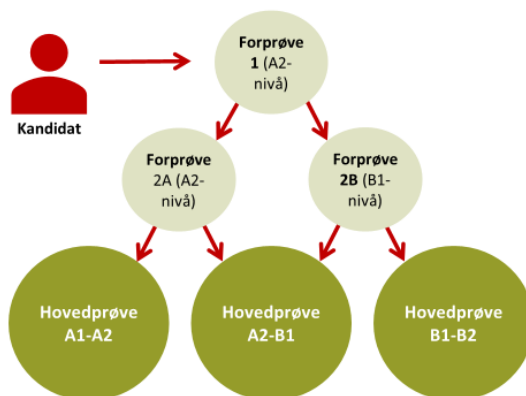 Forprøve
1 (A2-
nivå)
Kandidat
Forprøve
2A (A2-
nivå)
Forprøve
2B (B1-
nivå)
Hovedprøve
A1-A2
Hovedprøve
A2-B1
Hovedprøve
B1-B2